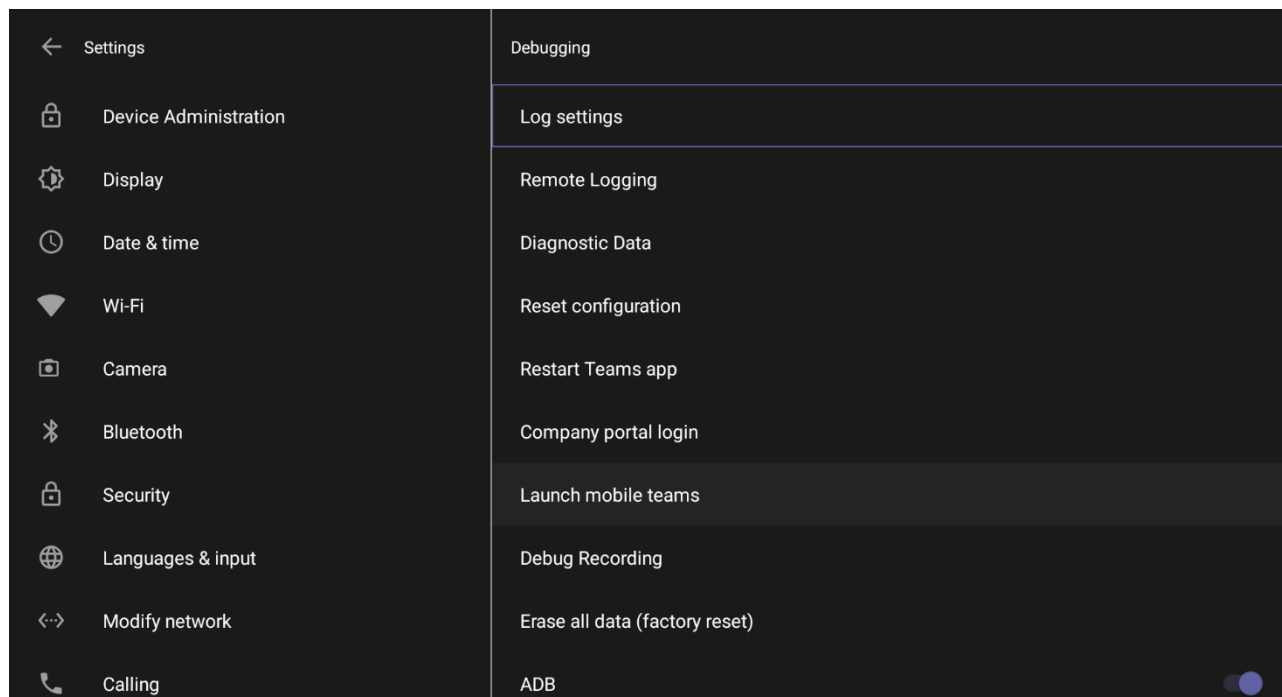 Settings
Device Administration
Display
Date & time
Wi-Fi
Camera
Bluetooth
Security
Languages & input
Modify network
Calling
Debugging
Log settings
Remote Logging
Diagnostic Data
Reset configuration
Restart Teams app
Company portal login
Launch mobile teams
Debug Recording
Erase all data (factory reset)
ADB